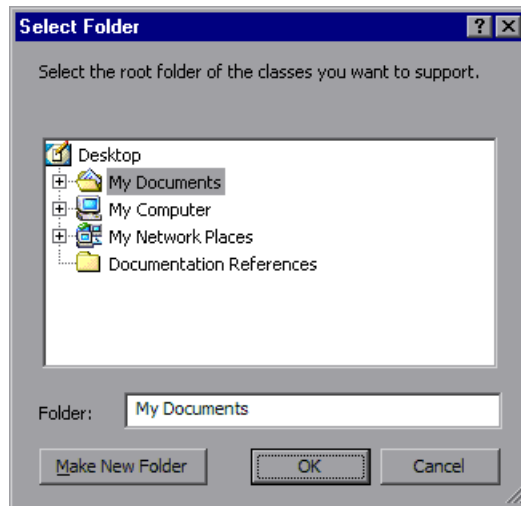 Select Folder
Select the root folder of the classes you want to support.
Desktop
My Documents
My Computer
My Network Places
Documentation References
Folder: My Documents
Make New Folder OK Cancel